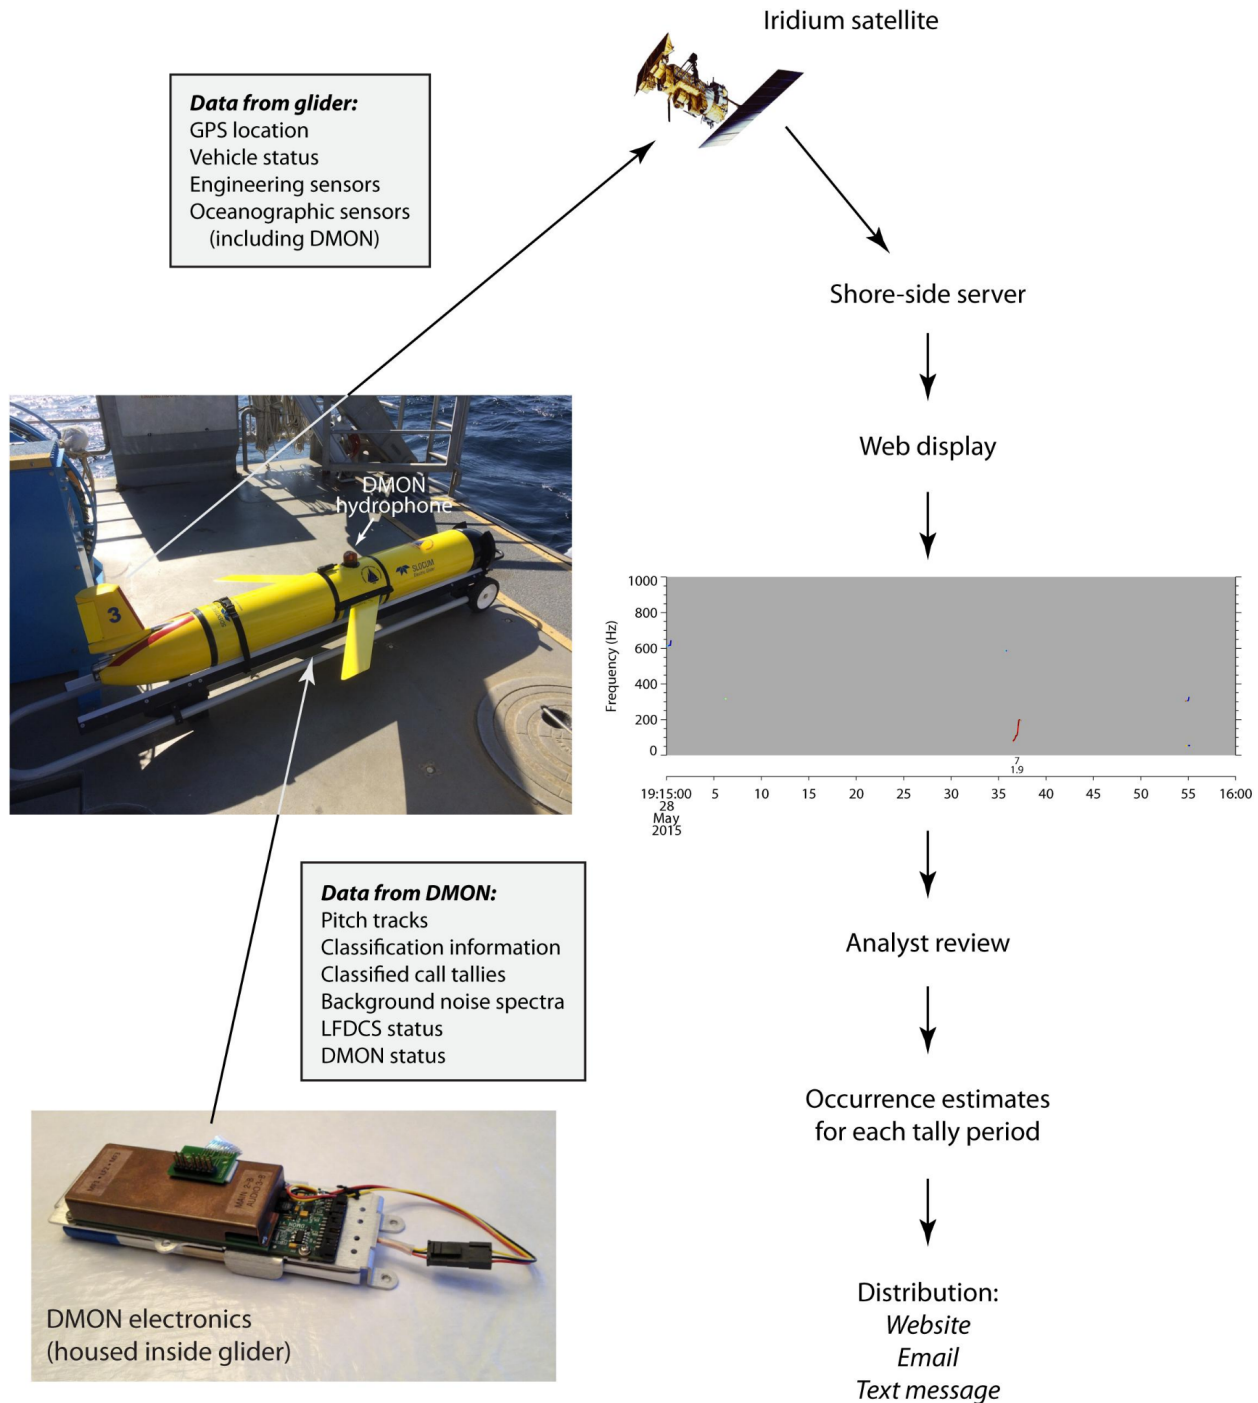 Iridium satellite
Data from glider:
GPS location
Vehicle status
Engineering sensors
Oceanographic sensors
(including DMON)
Shore-side server
Web display
DMON
hydrophone
SLOCUM
3
1000
800
600
400
200
0
Frequency (Hz)
7
1.9
19:15:00 5 10 15 20 25 30 35 40 45 50 55 16:00
28
May
2015
Data from DMON:
Pitch tracks
Classification information
Classified call tallies
Background noise spectra
LFDCS status
DMON status
Analyst review
Occurrence estimates
for each tally period
DMON electronics
(housed inside glider)
Distribution:
Website
Email
Text message